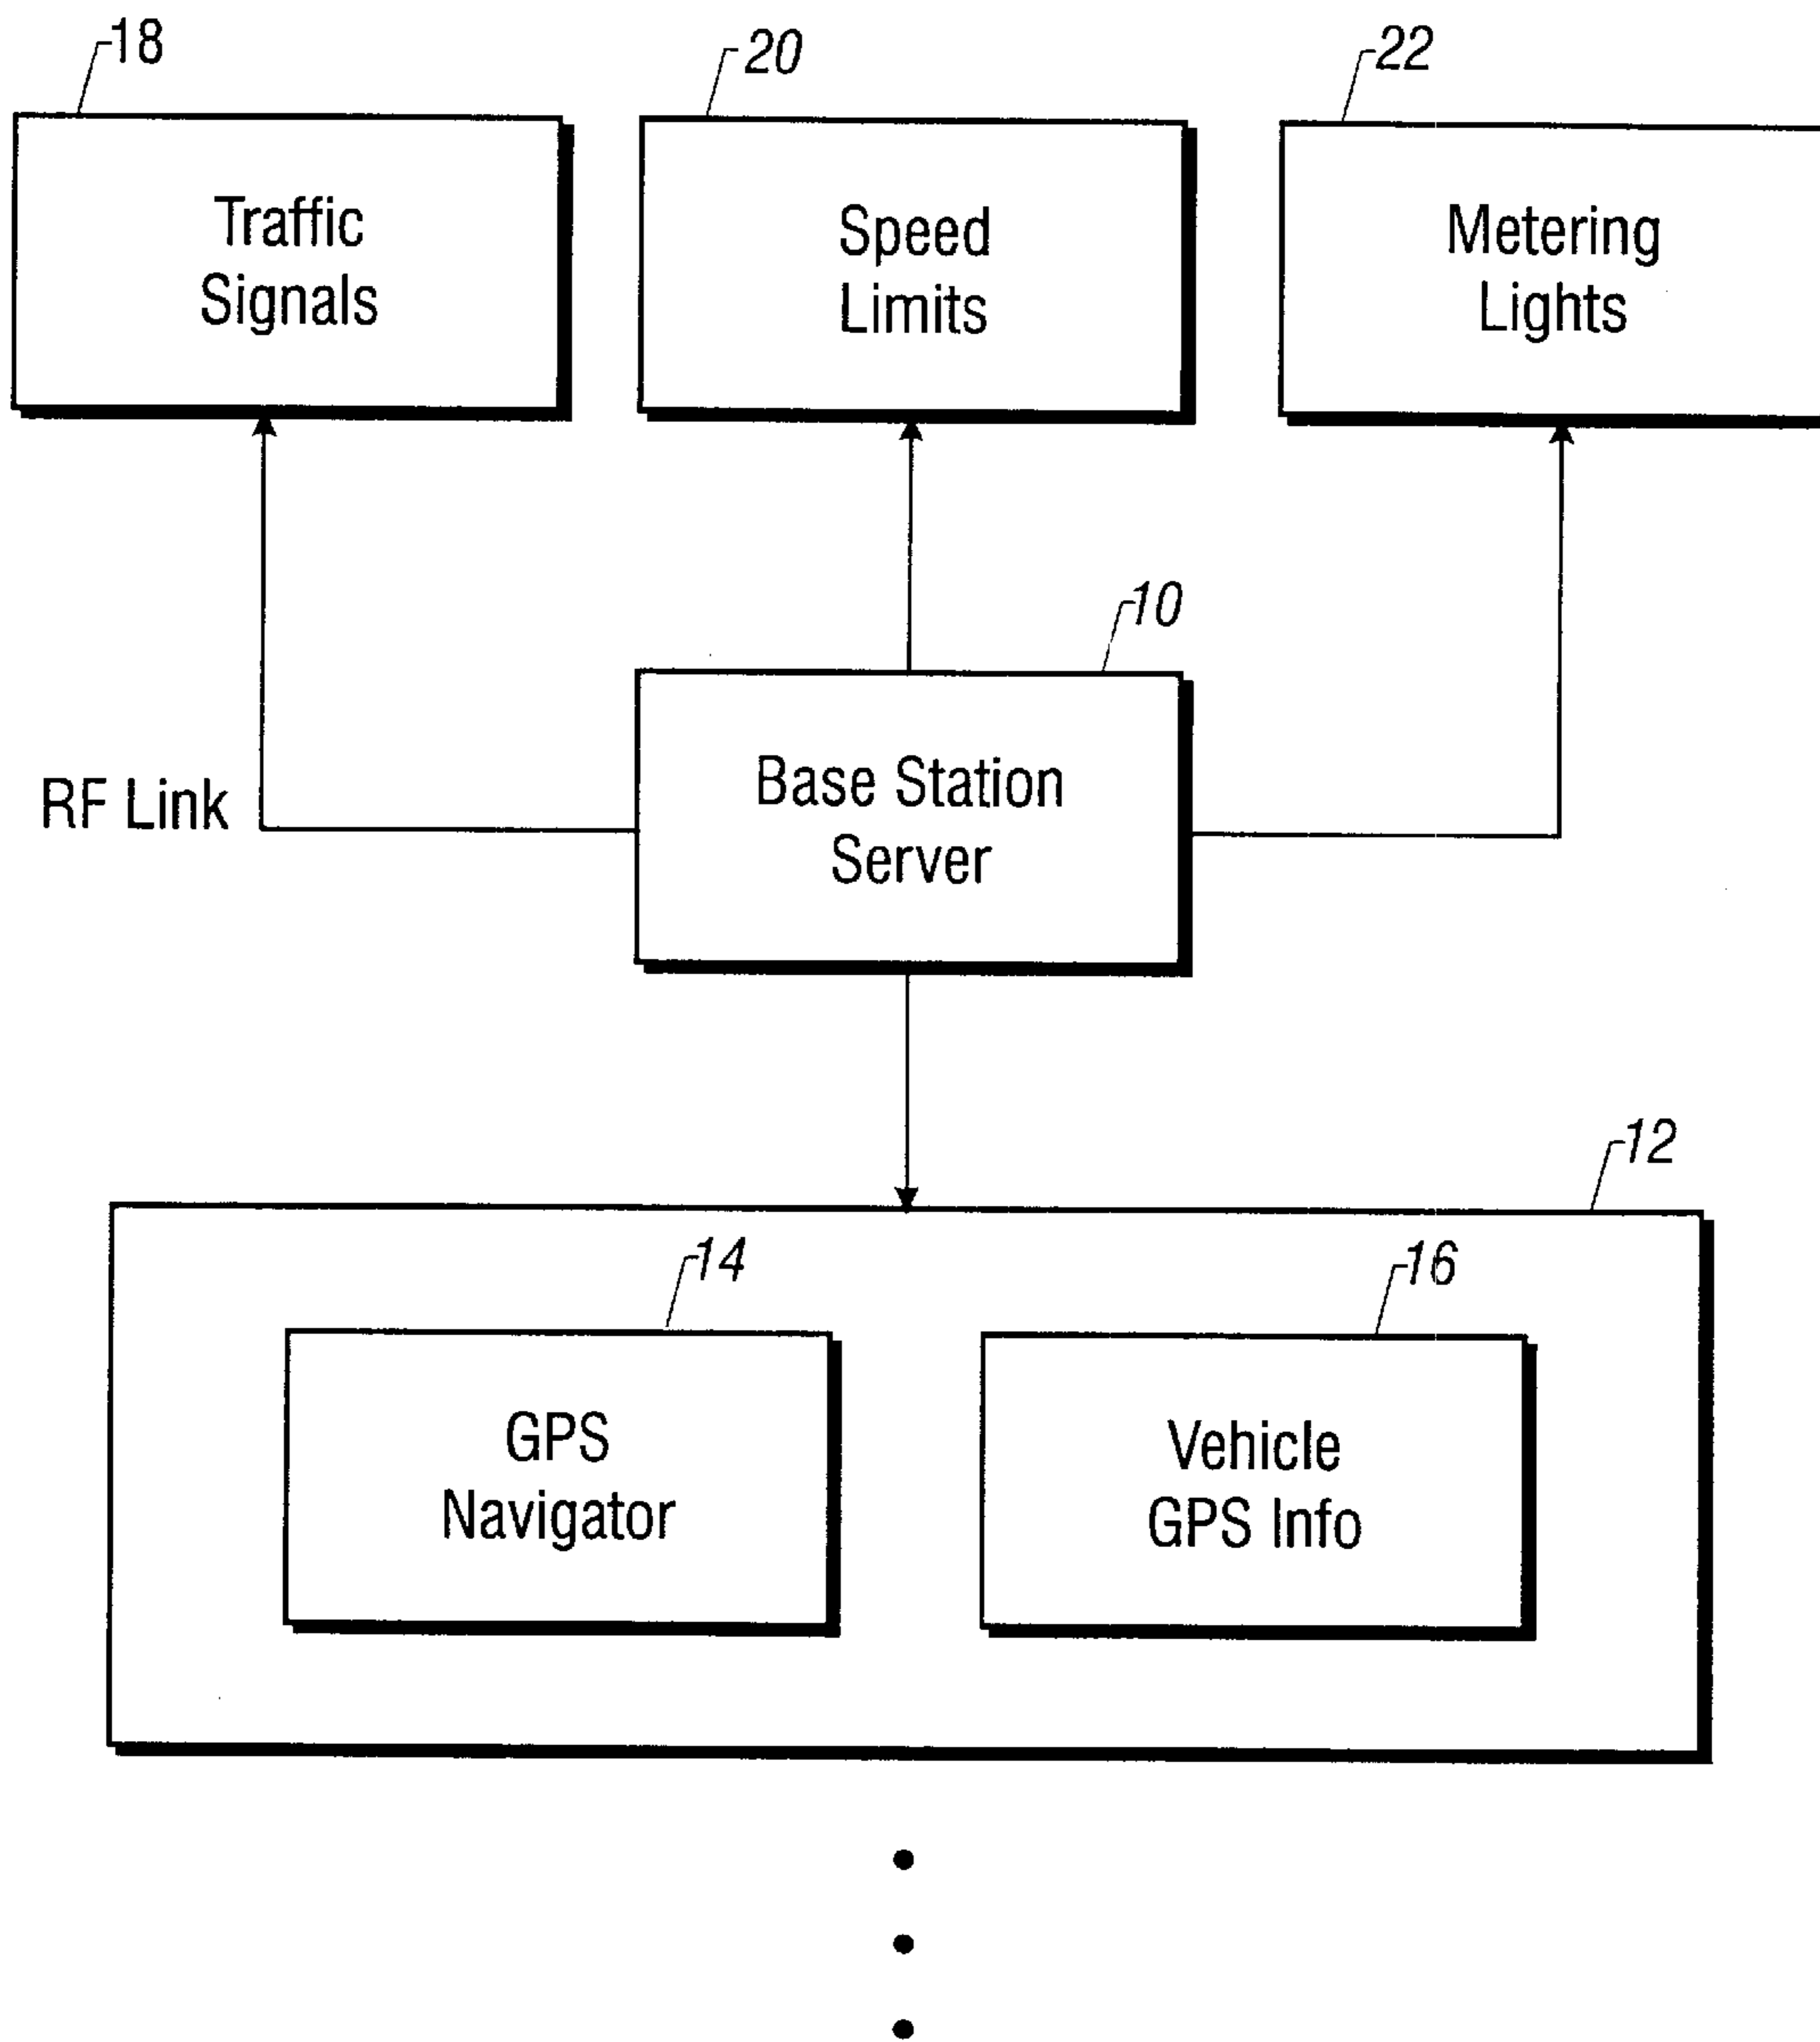 18
20
22
Traffic
Signals
Speed
Limits
Metering
Lights
10
RF Link
Base Station
Server
12
14
16
GPS
Navigator
Vehicle
GPS Info